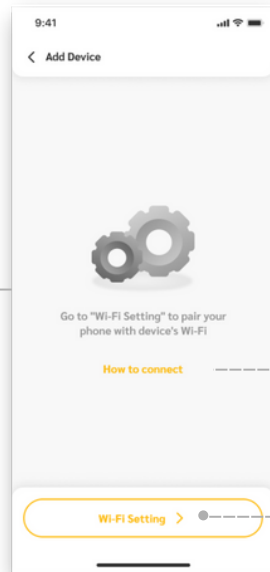 9:41
Add Device
Go to "Wi-Fi Setting" to pair your
phone with device's Wi-Fi
How to connect
Wi-Fi Setting